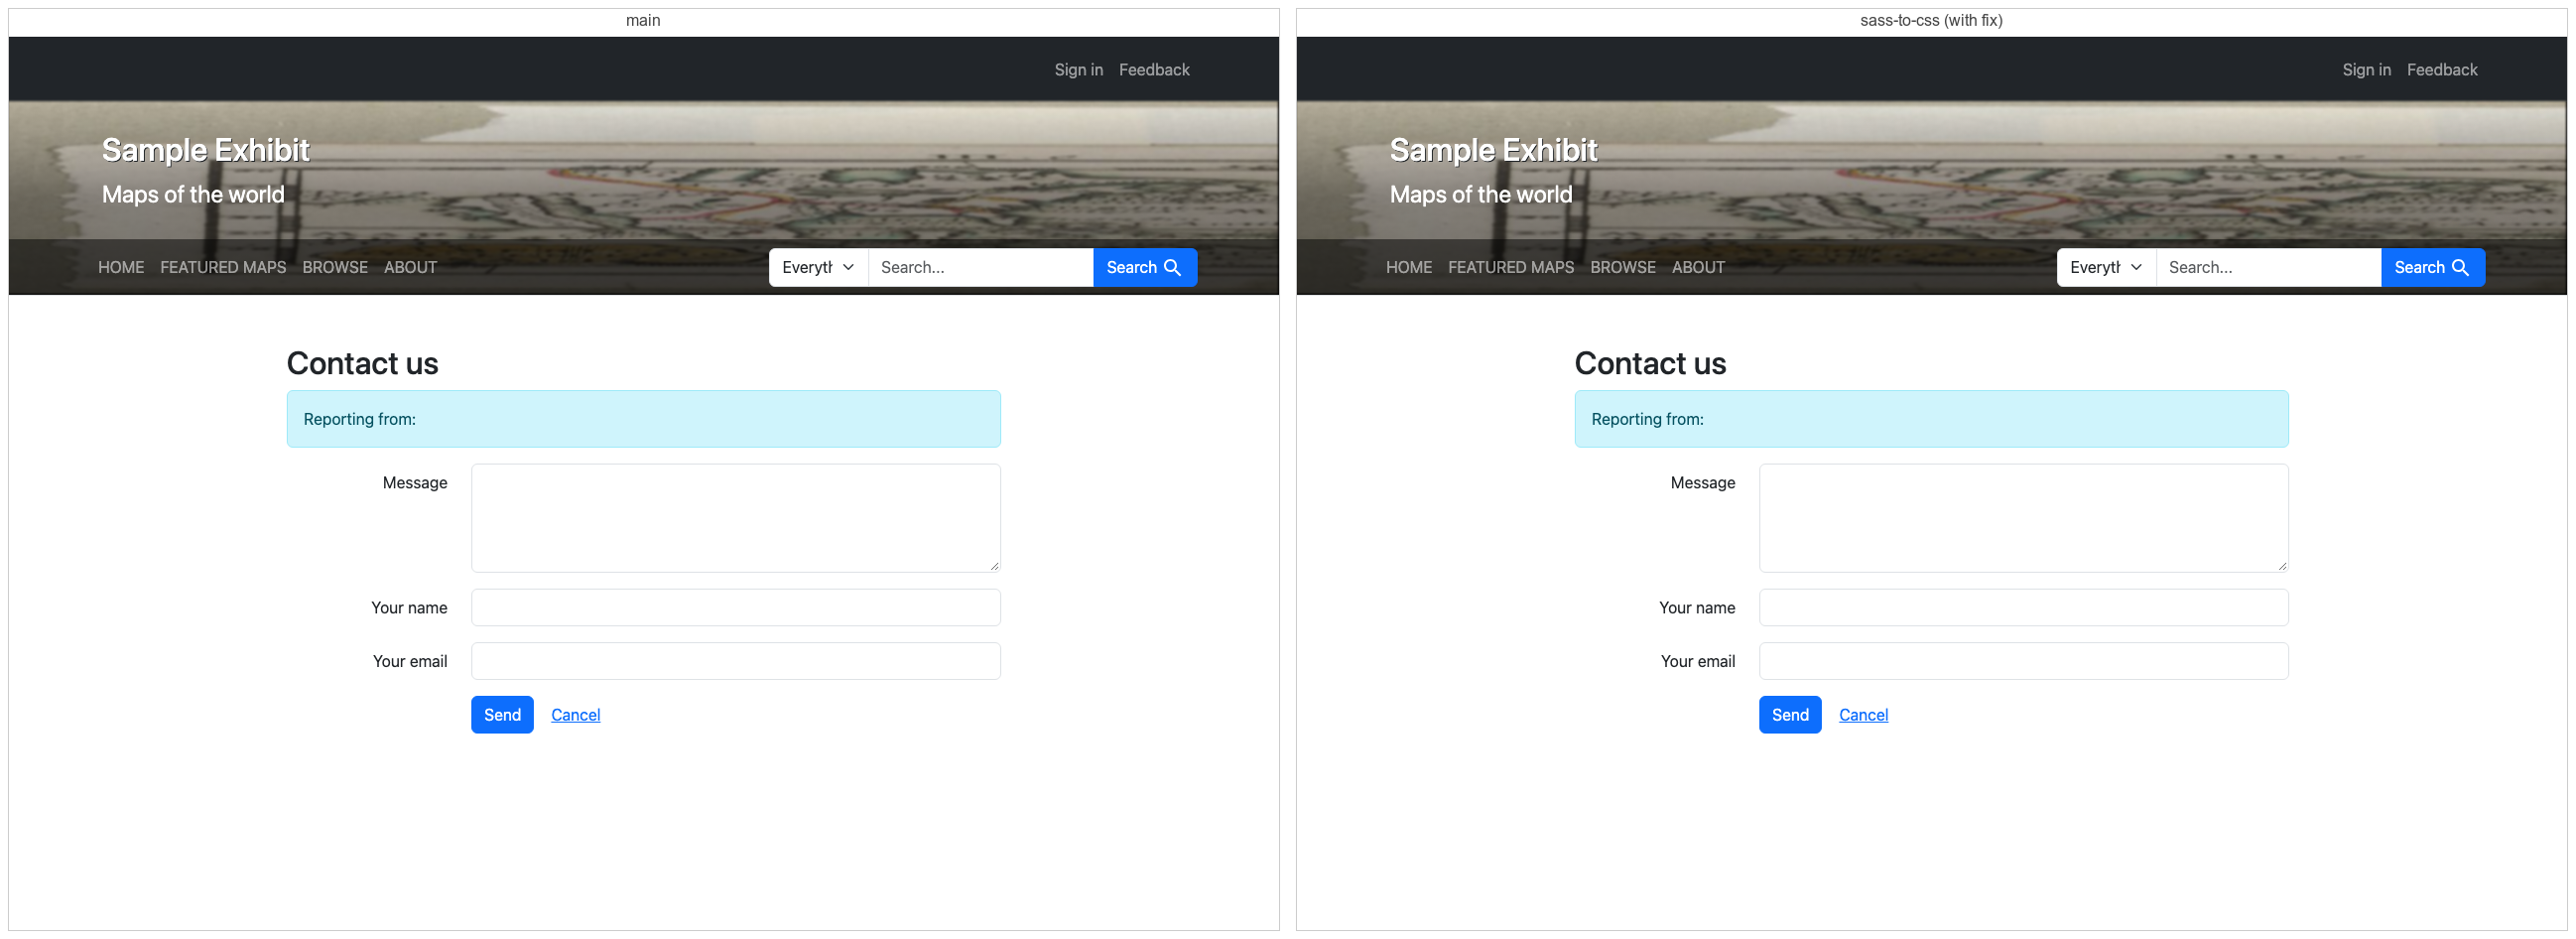 main
Sign in Feedback
Sample Exhibit
Maps of the world
HOME FEATURED MAPS BROWSE ABOUT Everyth Search... Search
Contact us
Reporting from:
Message
Your name
Your email
Send Cancel
sass-to-css (with fix)
Sign in Feedback
Sample Exhibit
Maps of the world
HOME FEATURED MAPS BROWSE ABOUT Everyth Search... Search
Contact us
Reporting from:
Message
Your name
Your email
Send Cancel